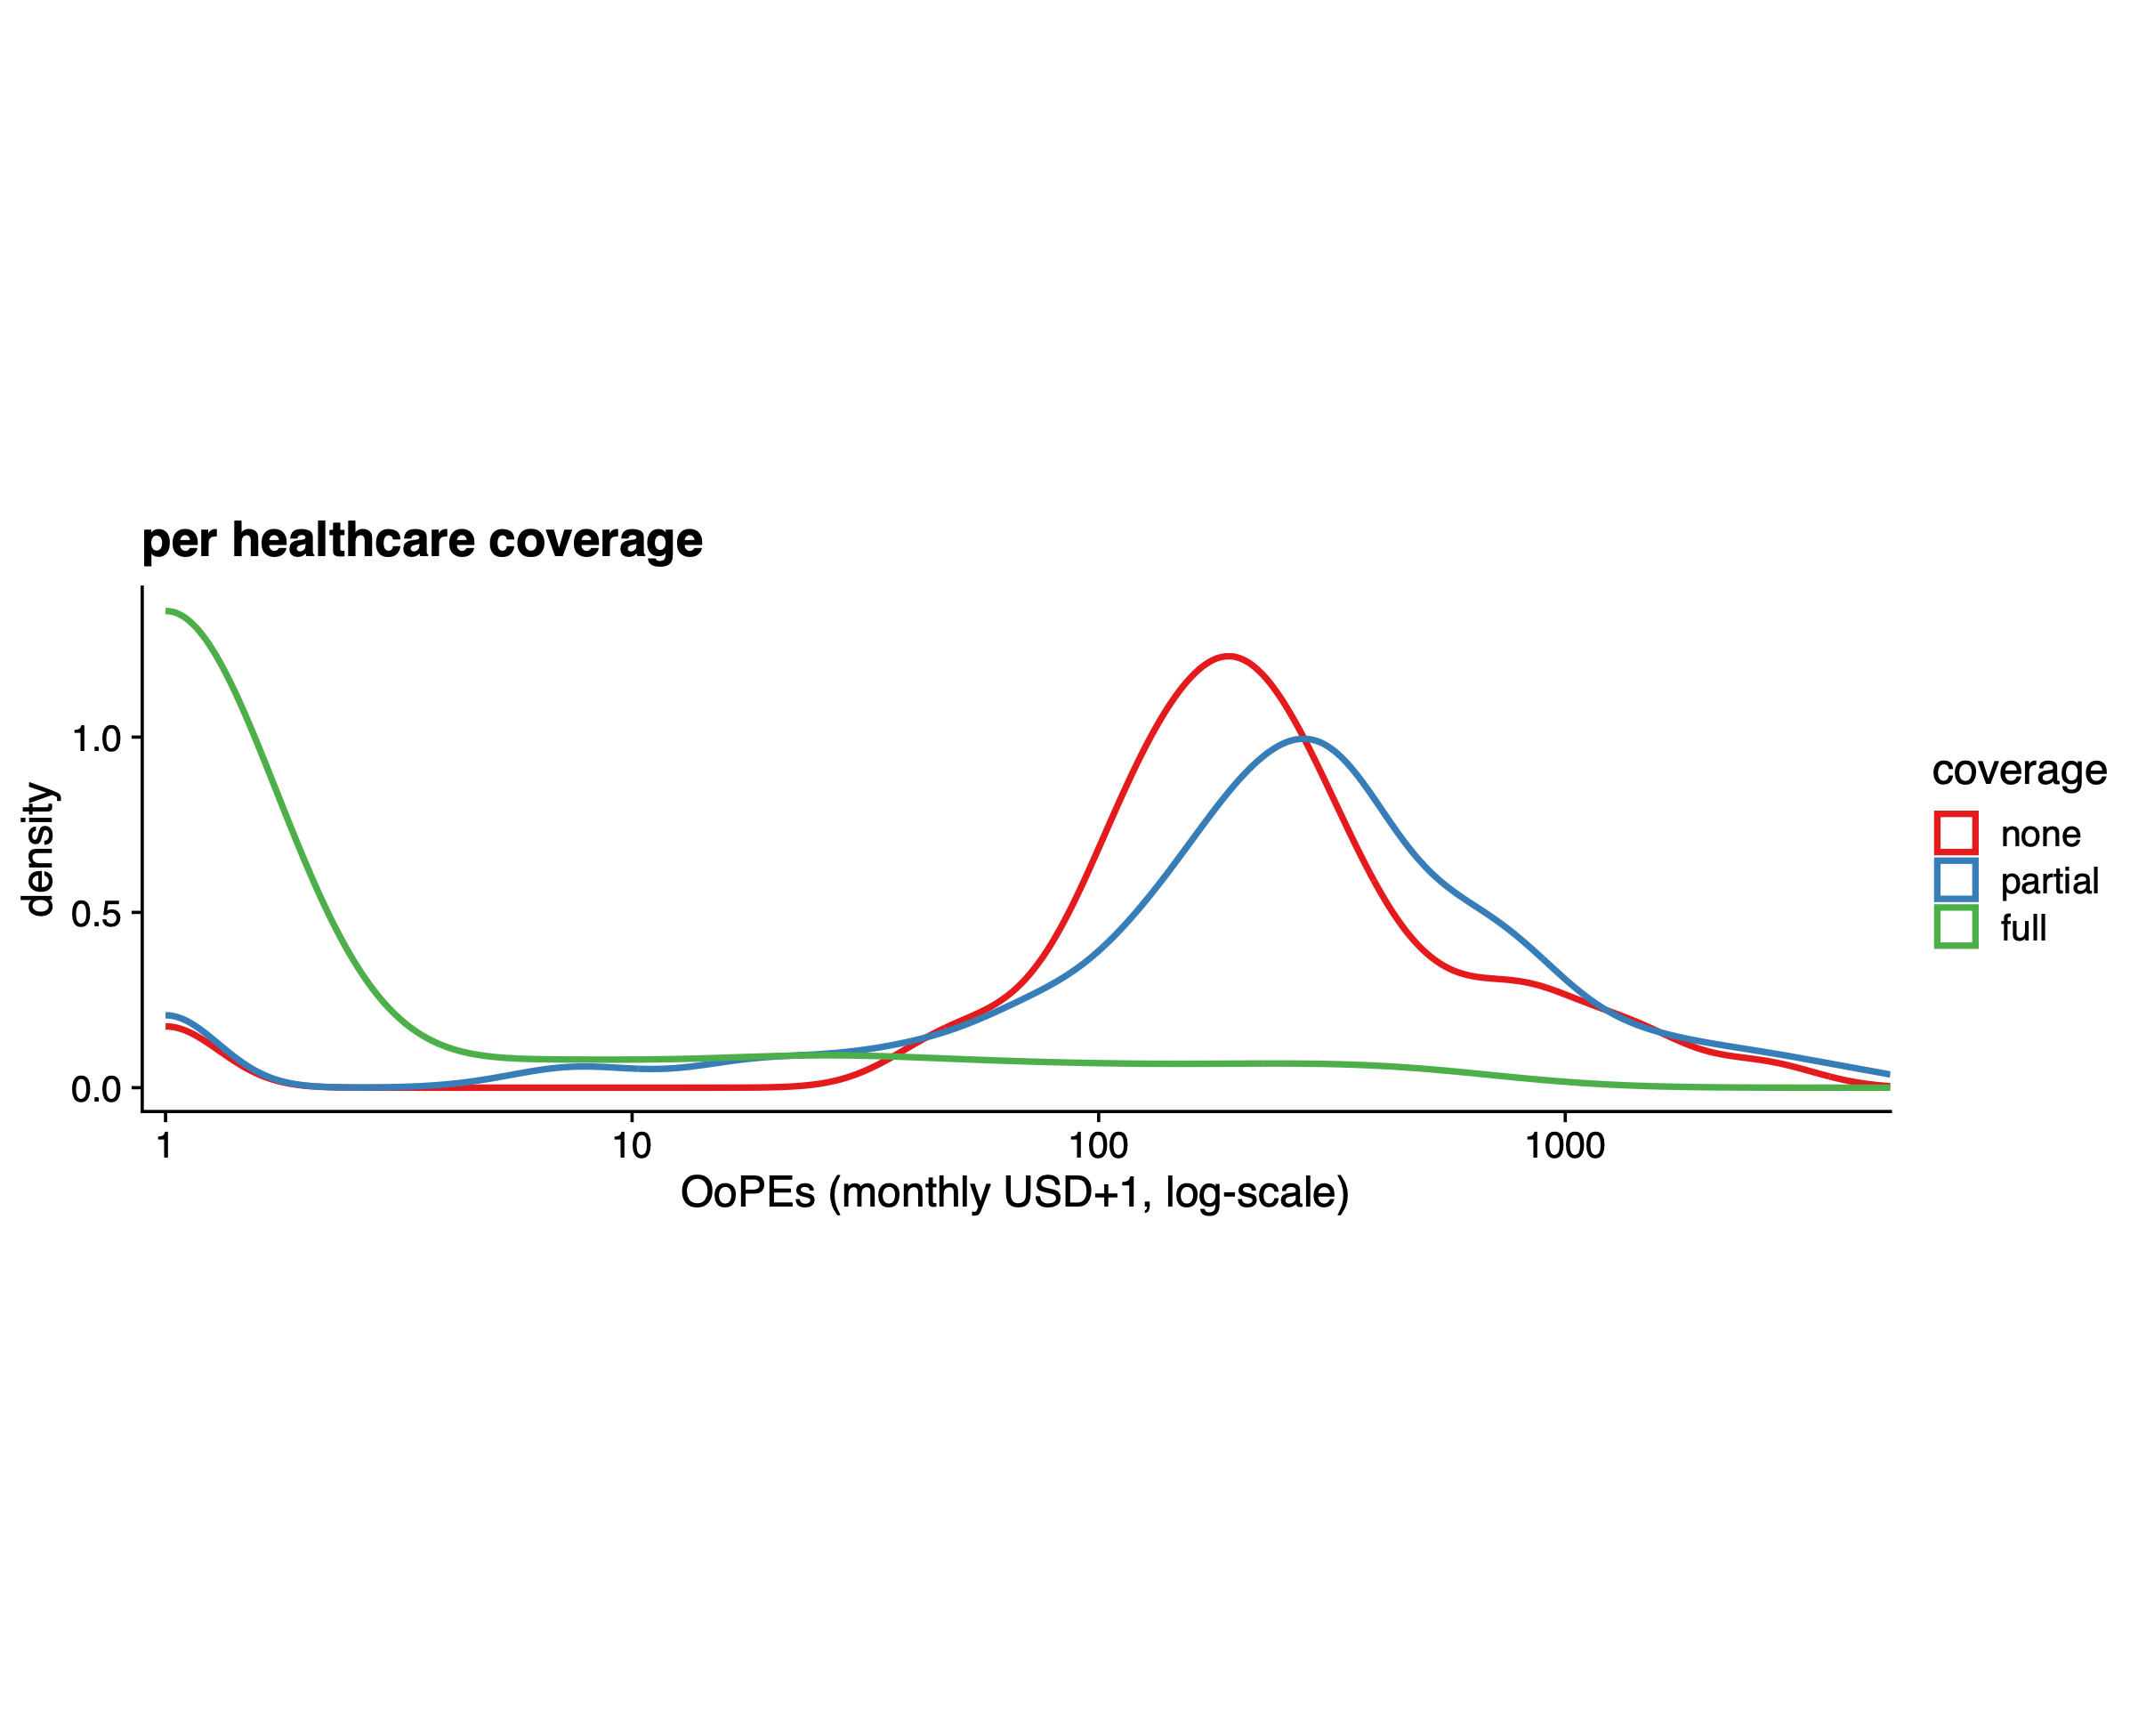 per healthcare coverage
density
1.0
0.5
0.0
1 10 100 1000
OoPEs (monthly USD+1, log-scale)
coverage
none
partial
full